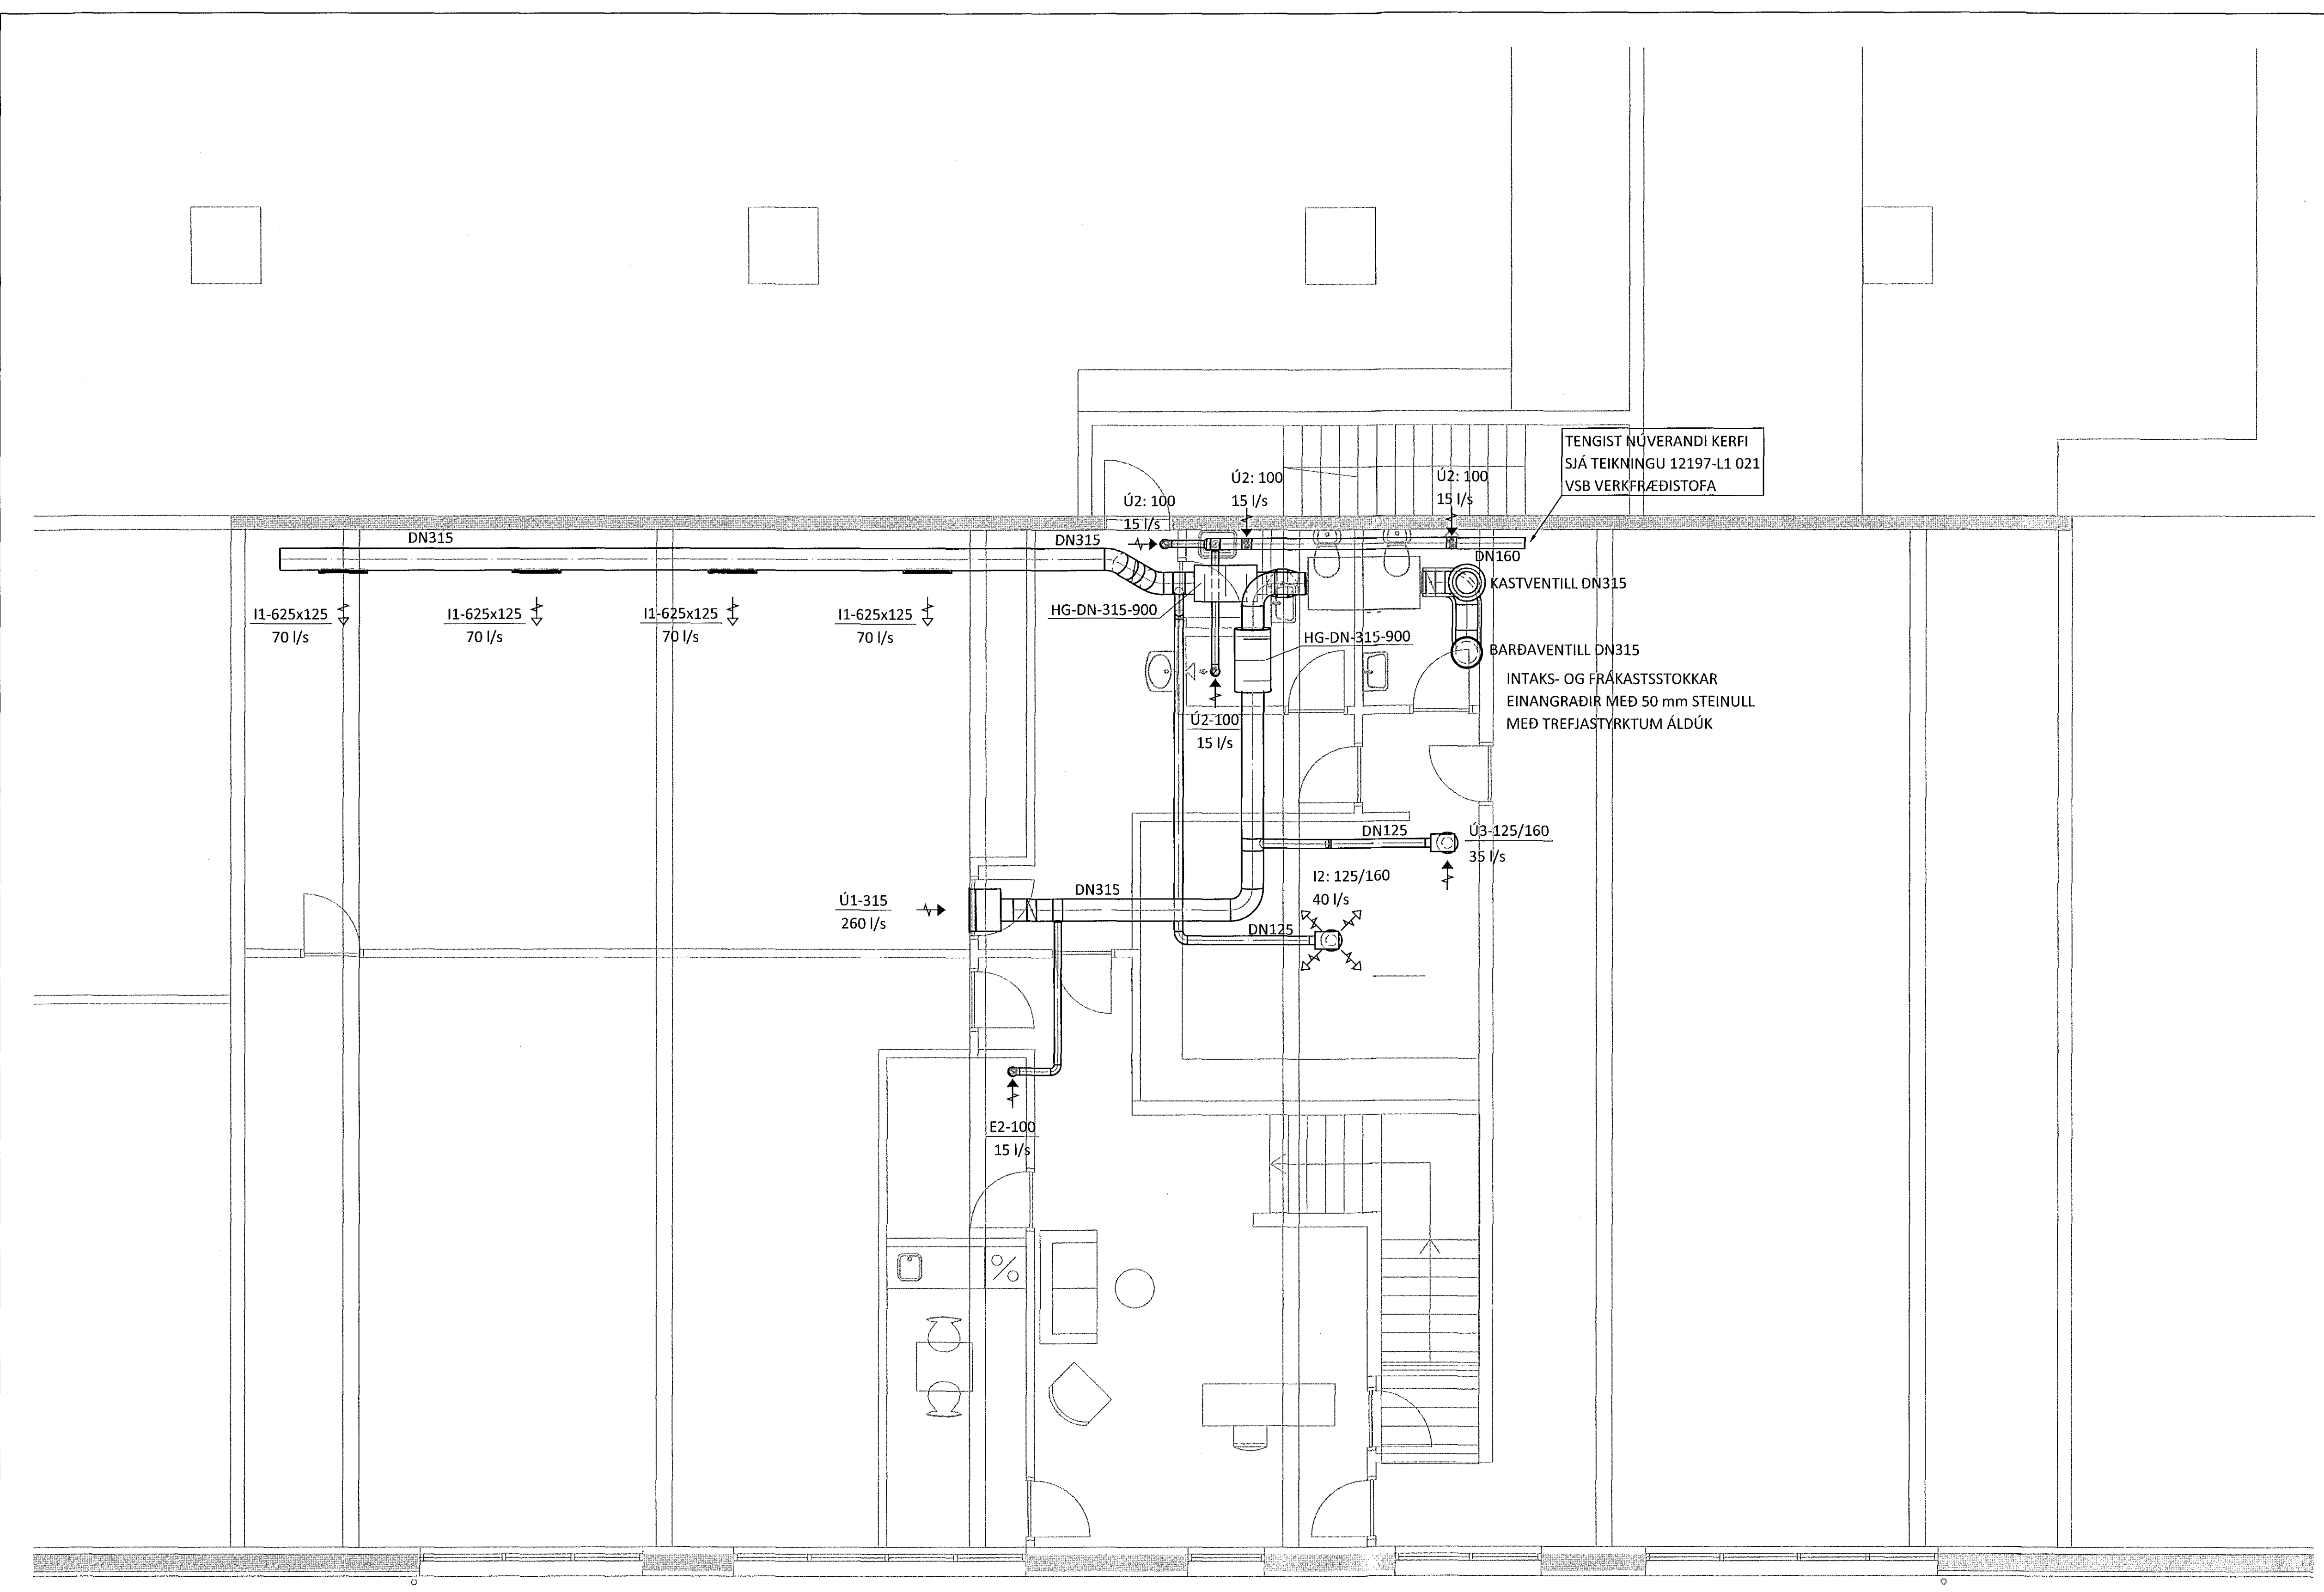 TENGIST NÚVERANDI KERFI
SJÁ TEIKNINGU 12197-L1 021
VSB VERKFRÆÐISTOFA
Ú2: 100
15 l/s
Ú2: 100
15 l/s
Ú2: 100
15 l/s
DN315
DN315
DN160
KASTVENTILL DN315
HG-DN-315-900
I1-625x125
70 l/s
I1-625x125
70 l/s
I1-625x125
70 l/s
I1-625x125
70 l/s
HG-DN-315-900
BARÐAVENTILL DN315
INTAKS- OG FRÁKASTSSTOKKAR
EINANGRAÐIR MEÐ 50 mm STEINULL
MEÐ TREFJASTYRKTUM ÁLDÚK
Ú2-100
15 l/s
DN125
Ú3-125/160
35 l/s
I2: 125/160
40 l/s
DN315
Ú1-315
260 l/s
DN125
E2-100
15 l/s